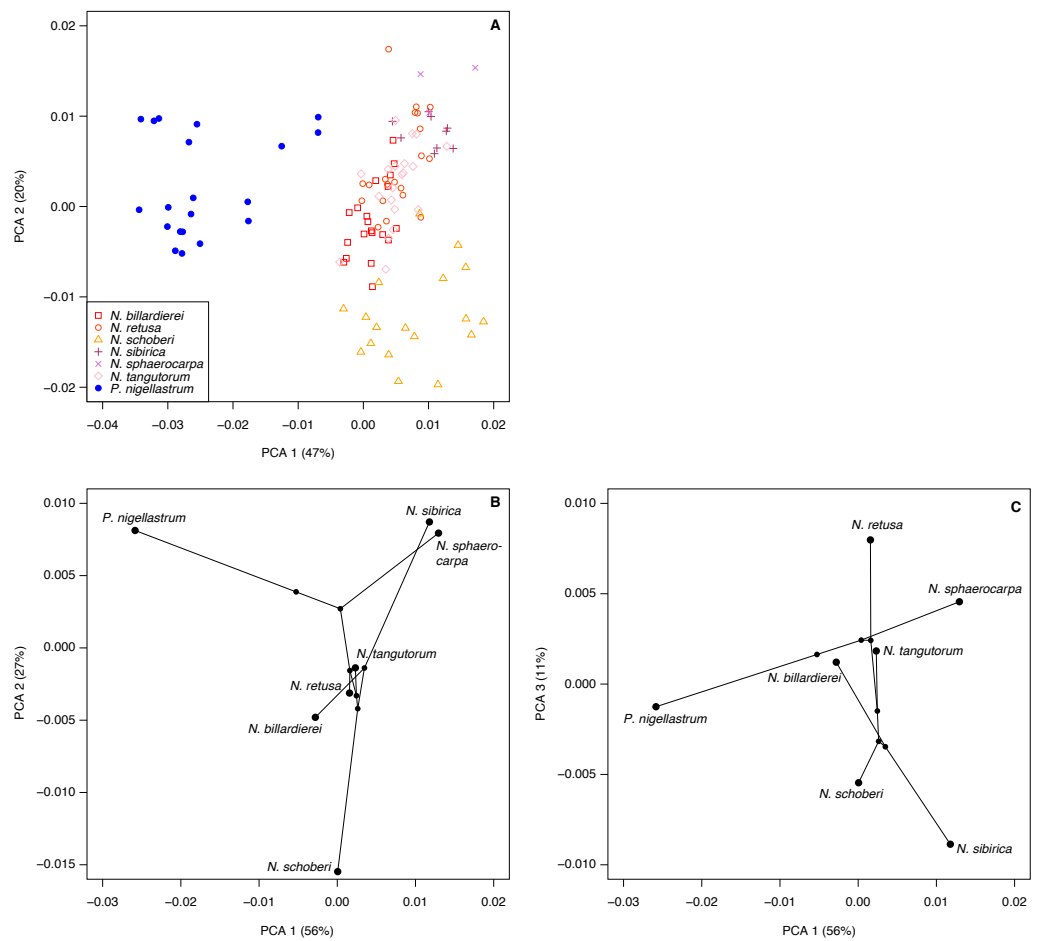 A
0.02
0.01
0.00
−0.01
−0.02
PCA 2 (20%)
N. billardierei
N. retusa
N. schoberi
N. sibirica
N. sphaerocarpa
N. tangutorum
P. nigellastrum
−0.04
−0.03
−0.02
−0.01
0.00
0.01
0.02
PCA 1 (47%)
B
0.010
0.005
0.000
−0.005
−0.010
−0.015
PCA 2 (27%)
P. nigellastrum
N. sibirica
N. sphaero-
carpa
N. tangutorum
N. retusa
N. billardierei
N. schoberi
−0.03
−0.02
−0.01
0.00
0.01
0.02
PCA 1 (56%)
C
0.010
0.005
0.000
−0.005
−0.010
PCA 3 (11%)
N. retusa
N. sphaerocarpa
N. tangutorum
N. billardierei
P. nigellastrum
N. schoberi
N. sibirica
−0.03
−0.02
−0.01
0.00
0.01
0.02
PCA 1 (56%)